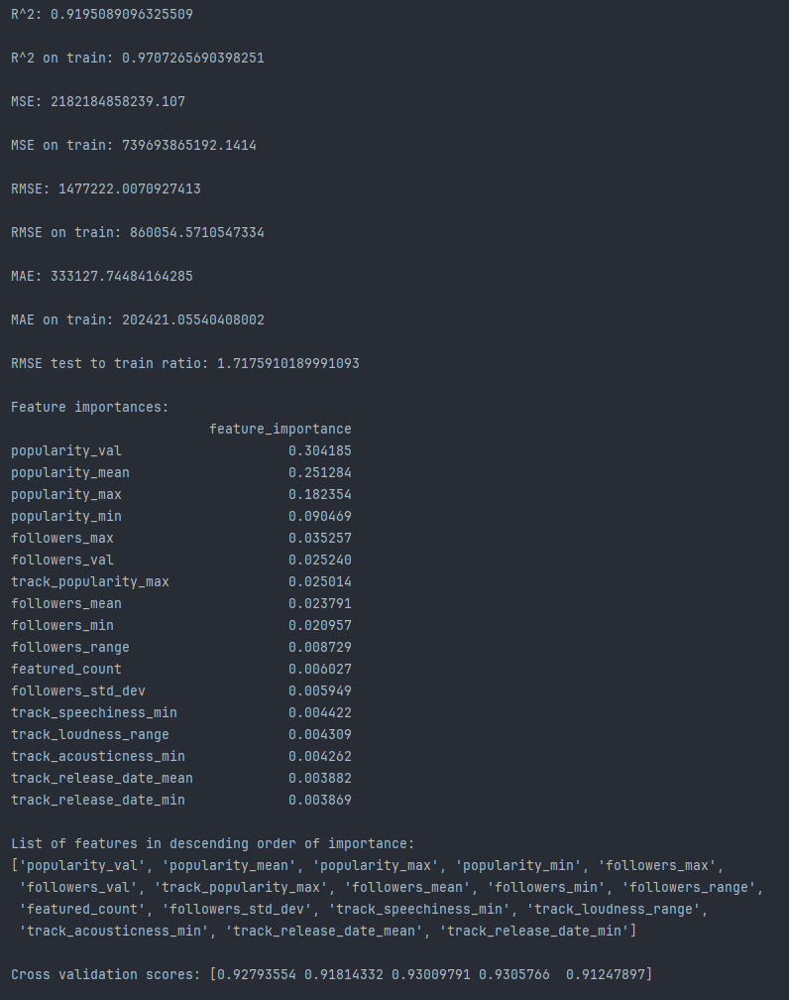 R^2: 0.9195089096325509
R^2 on train: 0.9707265690398251
MSE: 2182184858239.107
MSE on train: 739693865192.1414
RMSE: 1477222.0070927413
RMSE on train: 860054.5710547334
MAE: 333127.74484164285
MAE on train: 202421.05540408002
RMSE test to train ratio: 1.7175910189991093
Feature importances:
feature_importance
popularity_val 0.304185
popularity_mean 0.251284
popularity_max 0.182354
popularity_min 0.090469
followers_max 0.035257
followers_val 0.025240
track_popularity_max 0.025014
followers_mean 0.023791
followers_min 0.020957
followers_range 0.008729
featured_count 0.006027
followers_std_dev 0.005949
track_speechiness_min 0.004422
track_loudness_range 0.004309
track_acousticness_min 0.004262
track_release_date_mean 0.003882
track_release_date_min 0.003869
List of features in descending order of importance:
['popularity_val', 'popularity_mean', 'popularity_max', 'popularity_min', 'followers_max',
'followers_val', 'track_popularity_max', 'followers_mean', 'followers_min', 'followers_range',
'featured_count', 'followers_std_dev', 'track_speechiness_min', 'track_loudness_range',
'track_acousticness_min', 'track_release_date_mean', 'track_release_date_min']
Cross validation scores: [0.92793554 0.91814332 0.93009791 0.9305766  0.91247897]